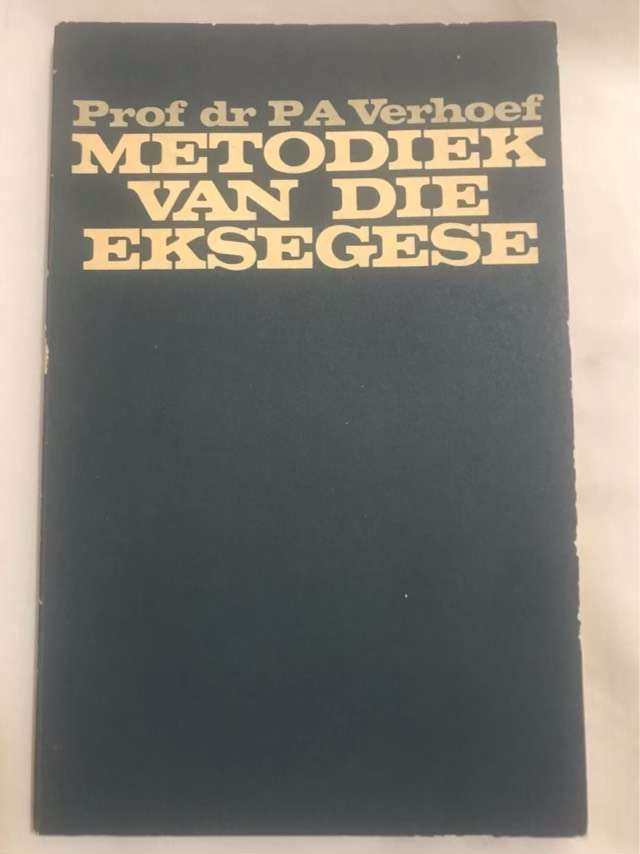 Prof dr P A Verhoef
METODIEK
VAN DIE
EKSEGESE